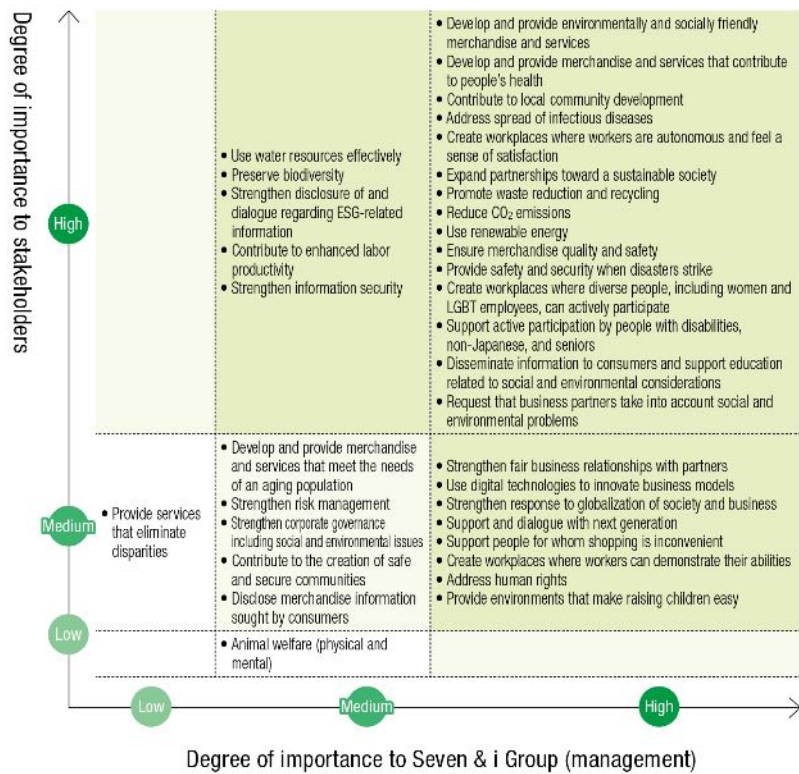 Degree of importance to stakeholders
High
• Use water resources effectively
• Preserve biodiversity
• Strengthen disclosure of and
dialogue regarding ESG-related
information
• Contribute to enhanced labor
productivity
• Strengthen information security
• Develop and provide environmentally and socially friendly
merchandise and services
• Develop and provide merchandise and services that contribute
to people's health
• Contribute to local community development
• Address spread of infectious diseases
• Create workplaces where workers are autonomous and feel a
sense of satisfaction
• Expand partnerships toward a sustainable society
• Promote waste reduction and recycling
• Reduce CO₂ emissions
• Use renewable energy
• Ensure merchandise quality and safety
• Provide safety and security when disasters strike
• Create workplaces where diverse people, including women and
LGBT employees, can actively participate
• Support active participation by people with disabilities,
non-Japanese, and seniors
• Disseminate information to consumers and support education
related to social and environmental considerations
• Request that business partners take into account social and
environmental problems
Medium
• Provide services
that eliminate
disparities
• Develop and provide merchandise
and services that meet the needs
of an aging population
• Strengthen risk management
• Strengthen corporate governance
including social and environmental issues
• Contribute to the creation of safe
and secure communities
• Disclose merchandise information
sought by consumers
• Strengthen fair business relationships with partners
• Use digital technologies to innovate business models
• Strengthen response to globalization of society and business
• Support and dialogue with next generation
• Support people for whom shopping is inconvenient
• Create workplaces where workers can demonstrate their abilities
• Address human rights
• Provide environments that make raising children easy
Low
• Animal welfare (physical and
mental)
Low
Medium
High
Degree of importance to Seven & i Group (management)